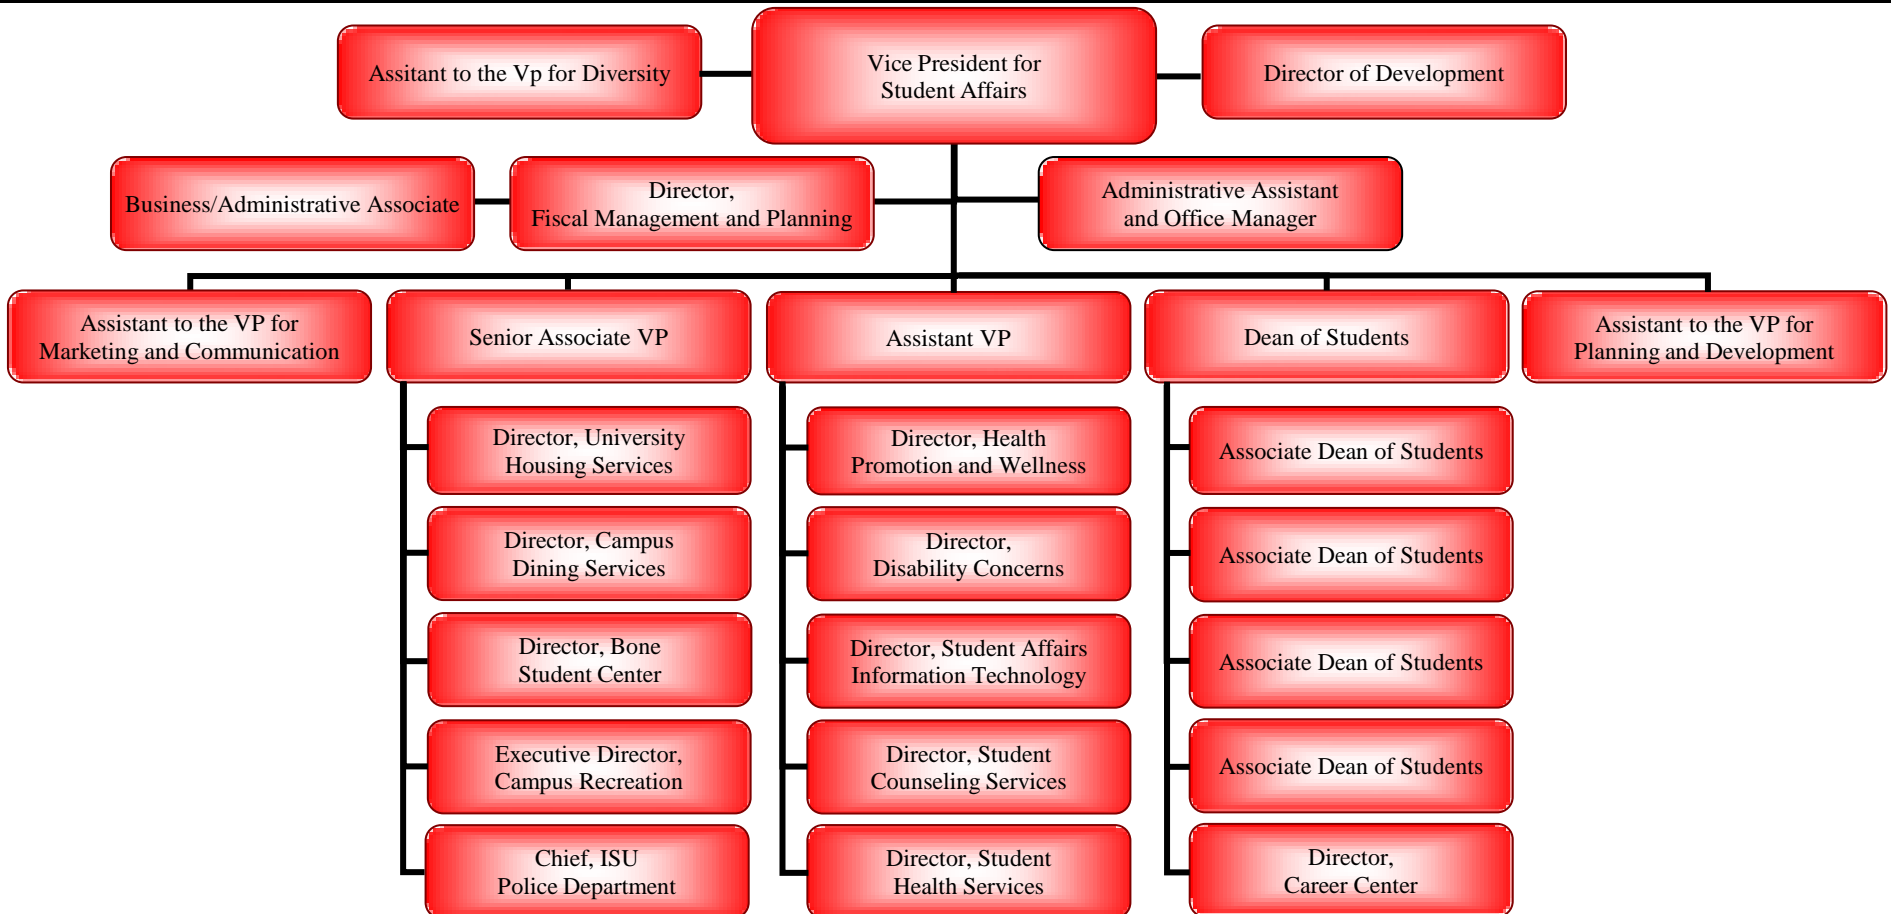 Assitant to the Vp for Diversity
Vice President for
Student Affairs
Director of Development
Business/Administrative Associate
Director,
Fiscal Management and Planning
Administrative Assistant
and Office Manager
Assistant to the VP for
Marketing and Communication
Senior Associate VP
Assistant VP
Dean of Students
Assistant to the VP for
Planning and Development
Director, University
Housing Services
Director, Campus
Dining Services
Director, Bone
Student Center
Executive Director,
Campus Recreation
Chief, ISU
Police Department
Director, Health
Promotion and Wellness
Director,
Disability Concerns
Director, Student Affairs
Information Technology
Director, Student
Counseling Services
Director, Student
Health Services
Associate Dean of Students
Associate Dean of Students
Associate Dean of Students
Associate Dean of Students
Director,
Career Center